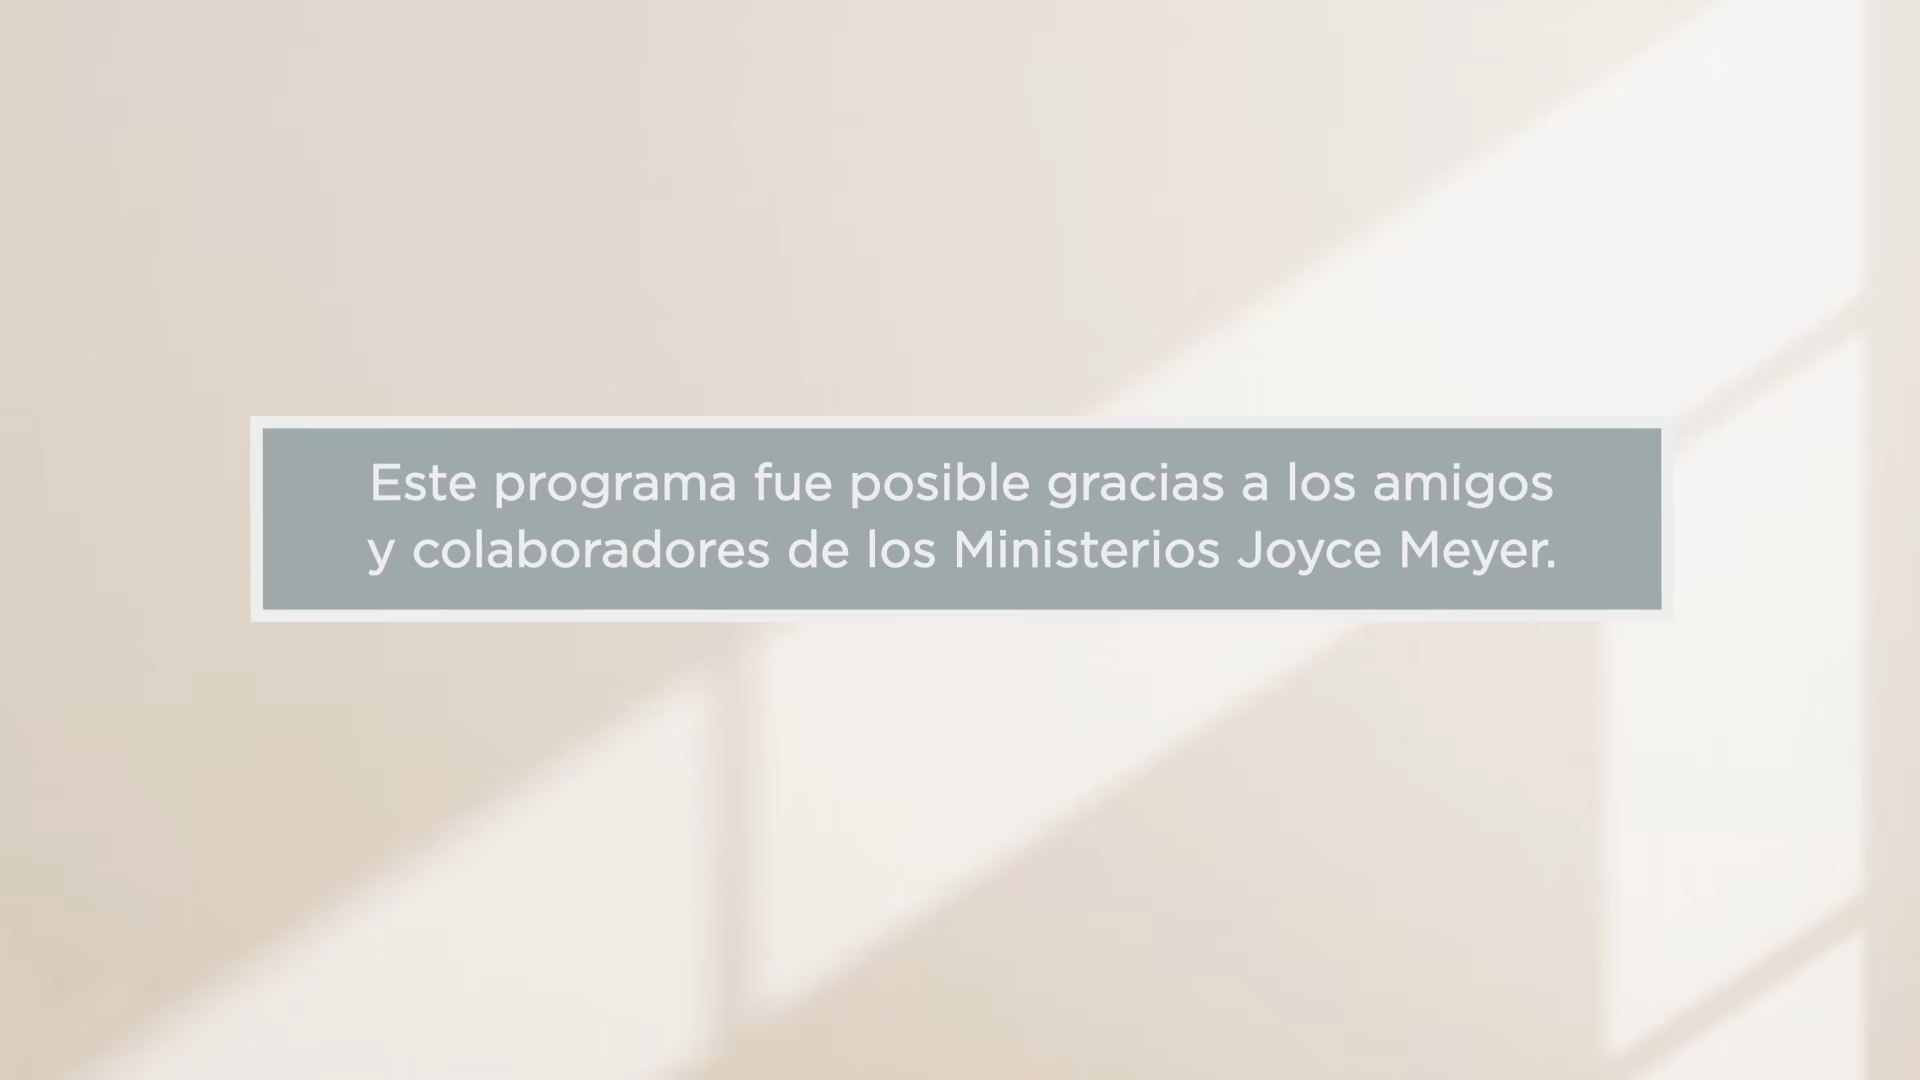 Este programa fue posible gracias a los amigos
y colaboradores de los Ministerios Joyce Meyer.